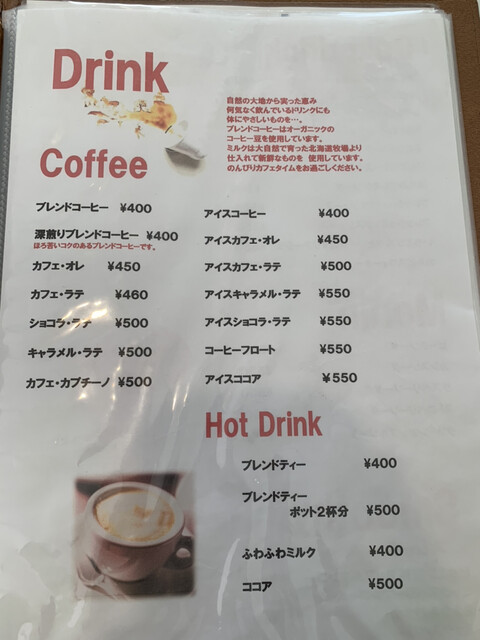 Drink
自然の大地から実った恵み
何気なく飲んでいるドリンクにも
体にやさしいものを…。
ブレンドコーヒーはオーガニックの
コーヒー豆を使用しています。
ミルクは大自然で育った北海道牧場より
仕入れて新鮮なものを 使用しています。
のんびりカフェタイムをお過ごしください。
Coffee
ブレンドコーヒー ¥400
深煎りブレンドコーヒー ¥400
ほろ苦いコクのあるブレンドコーヒーです。
カフェ・オレ ¥450
カフェ・ラテ ¥460
ショコラ・ラテ ¥500
キャラメル・ラテ ¥500
カフェ・カプチーノ ¥500
アイスコーヒー ¥400
アイスカフェ・オレ ¥450
アイスカフェ・ラテ ¥500
アイスキャラメル・ラテ ¥550
アイスショコラ・ラテ ¥550
コーヒーフロート ¥550
アイスココア ¥550
Hot Drink
ブレンドティー ¥400
ブレンドティー
ポット2杯分 ¥500
ふわふわミルク ¥400
ココア ¥500